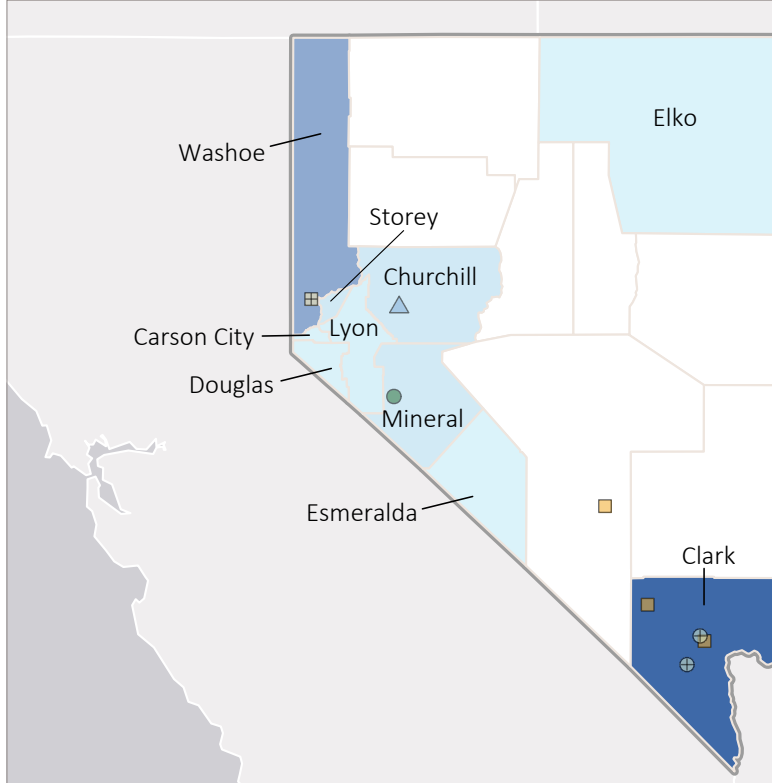 Elko
Washoe
Storey
Churchill
Lyon
Carson City
Douglas
Mineral
Esmeralda
Clark